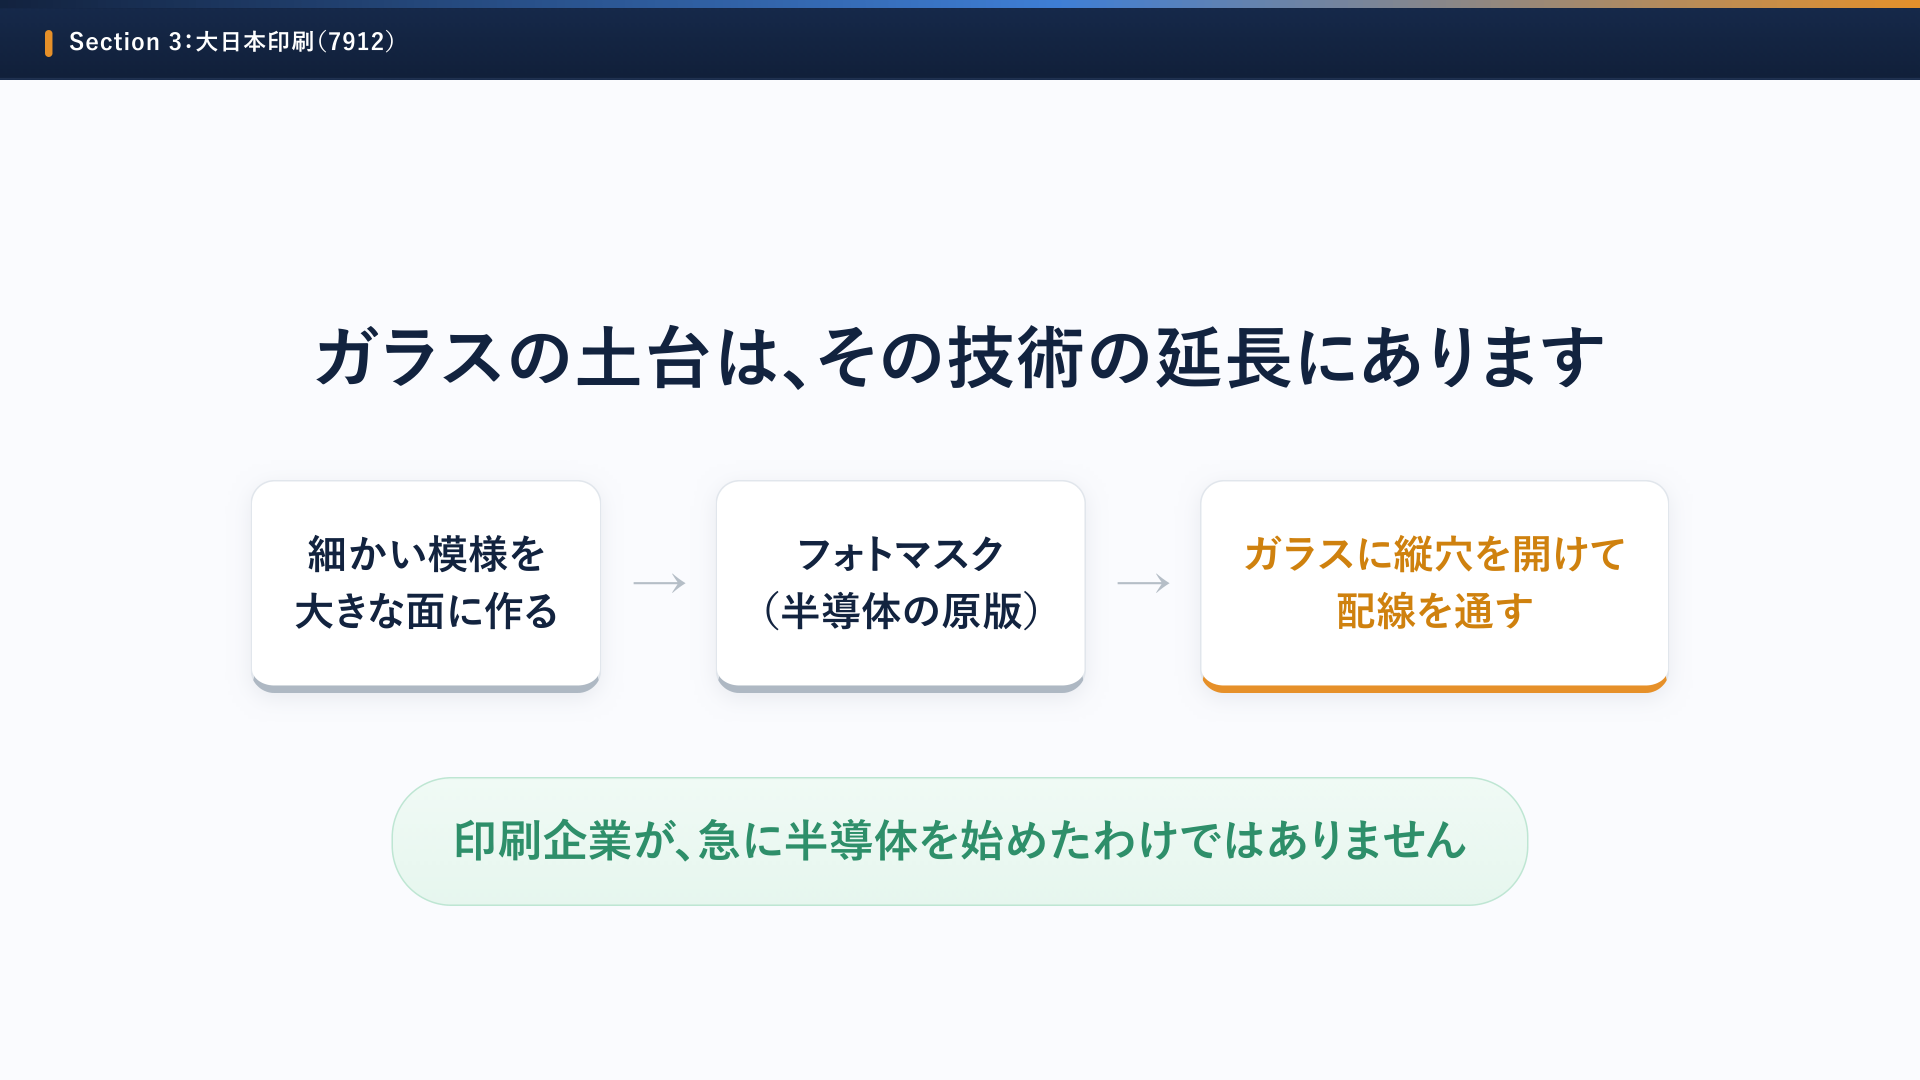 Section 3：大日本印刷（7912）
ガラスの土台は、その技術の延長にあります
細かい模様を
大きな面に作る
→
フォトマスク
（半導体の原版）
→
ガラスに縦穴を開けて
配線を通す
印刷企業が、急に半導体を始めたわけではありません